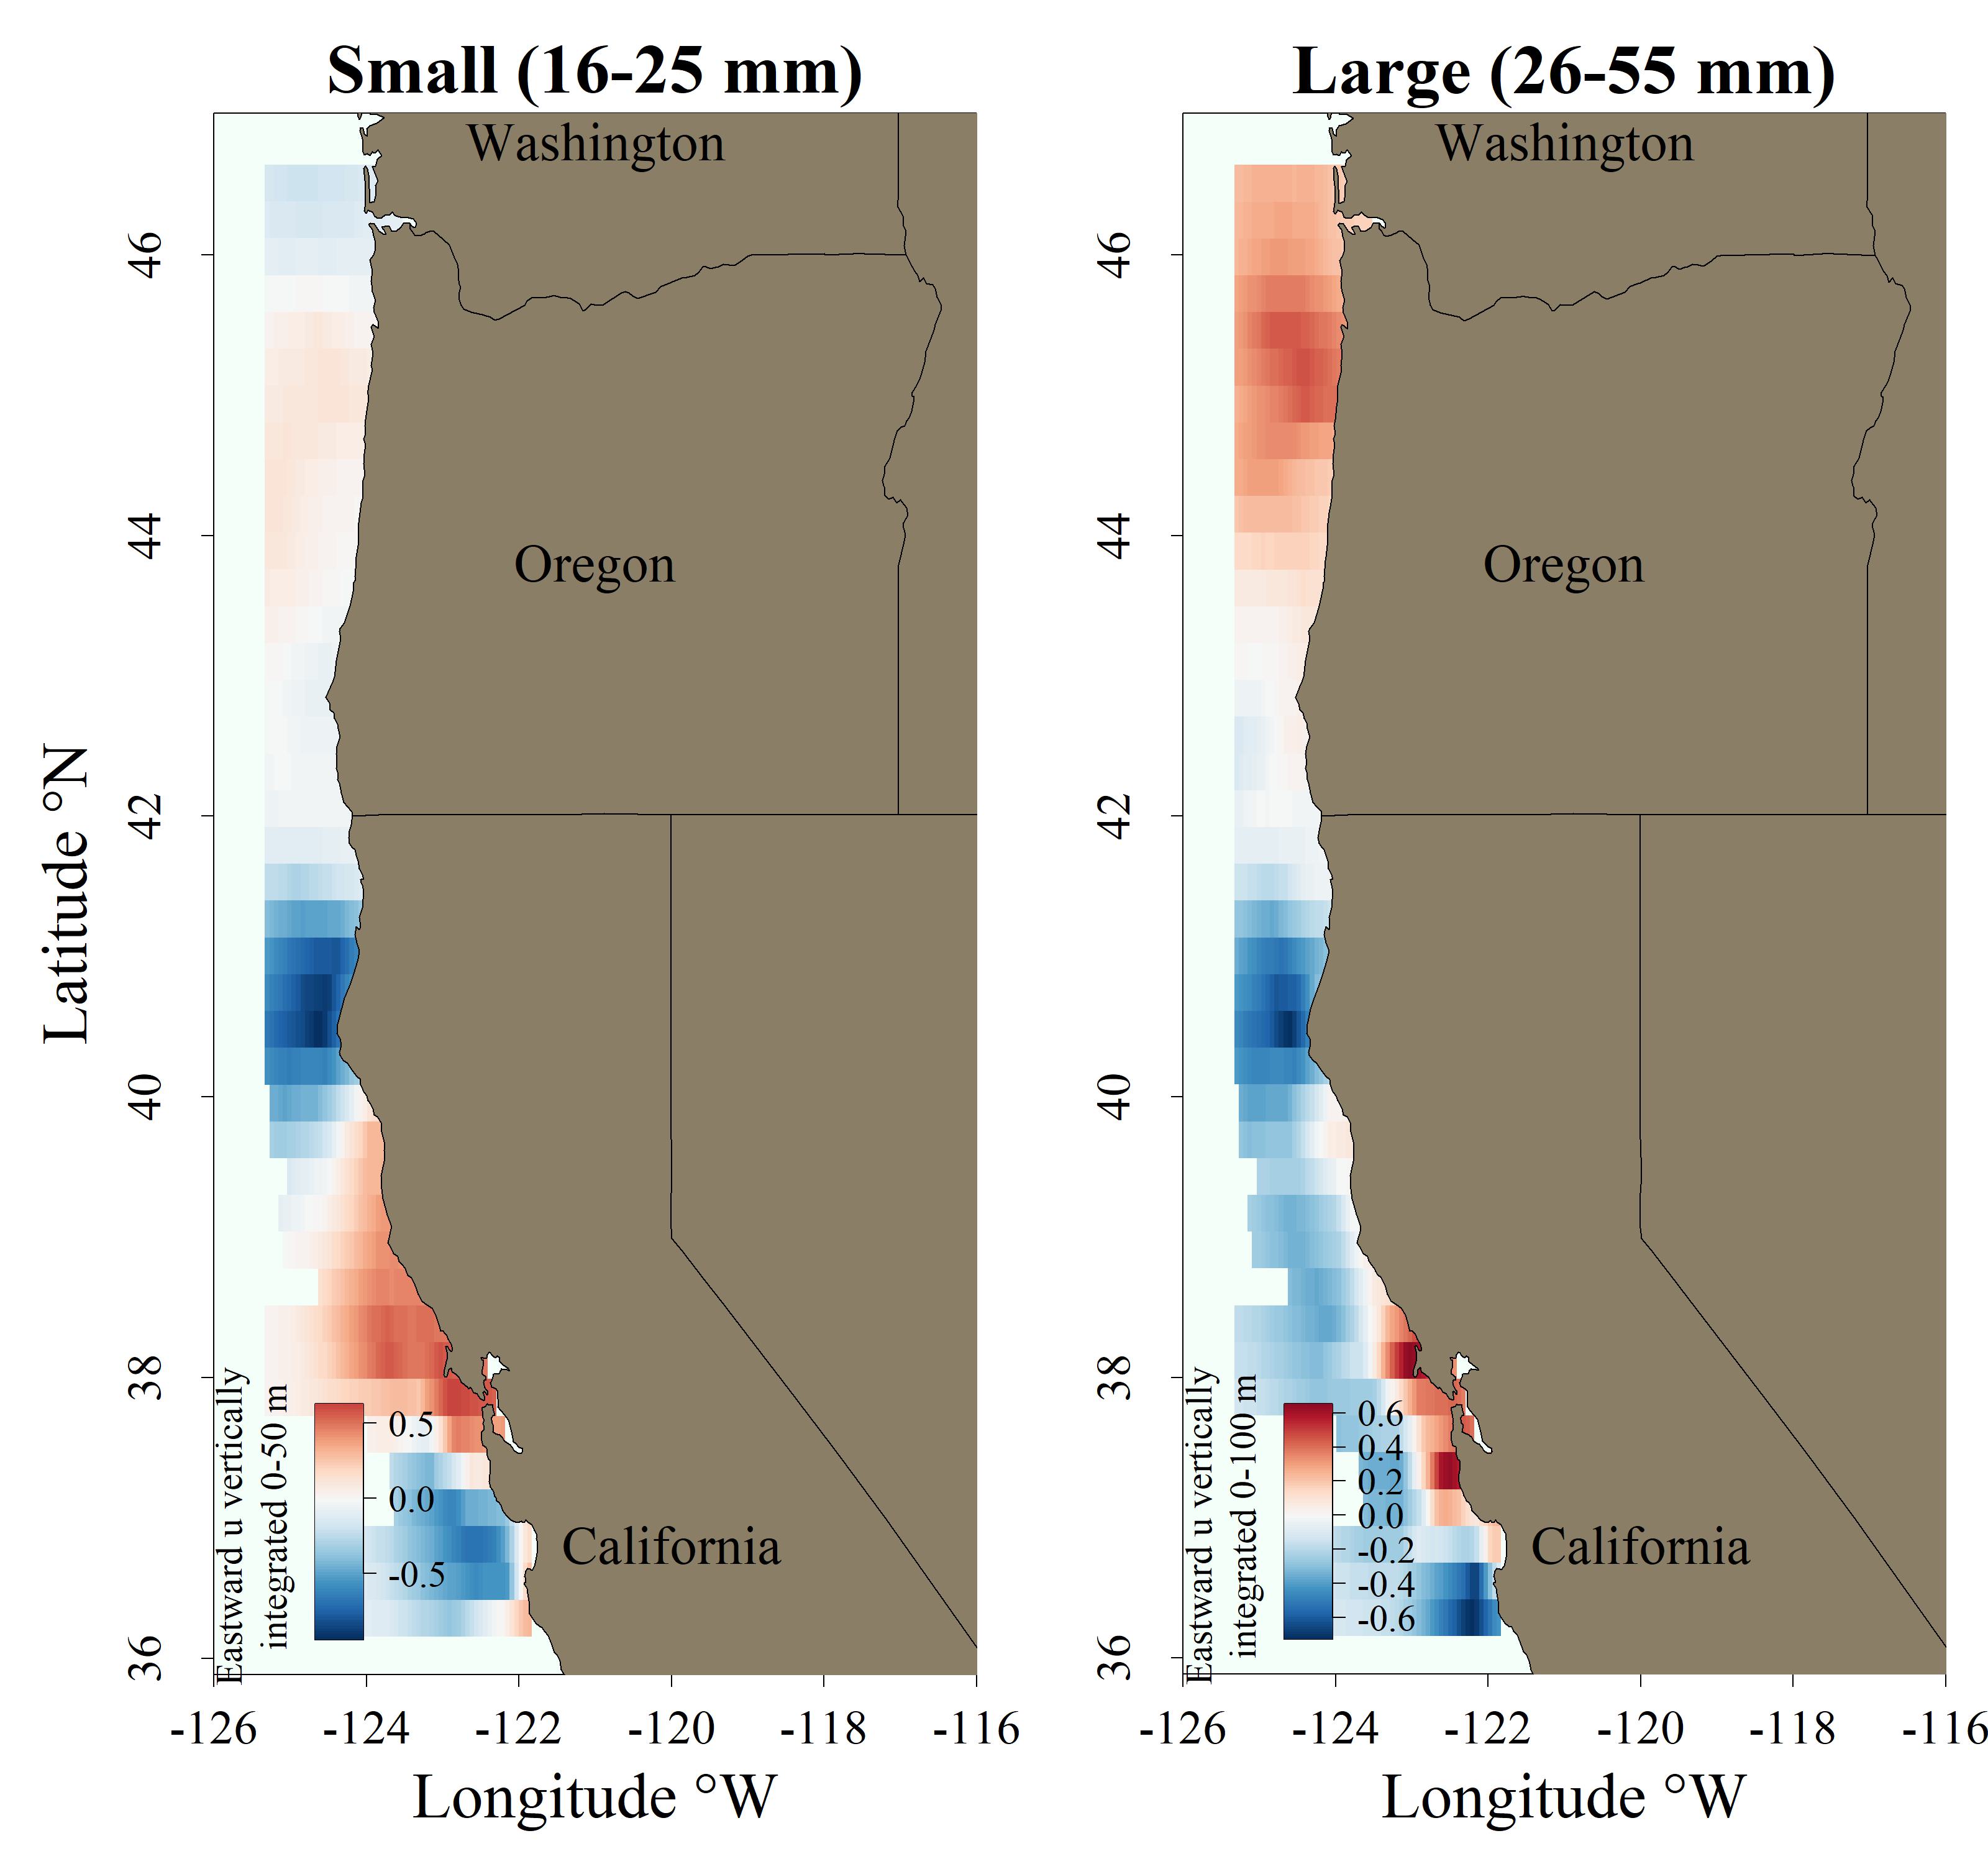 Small (16-25 mm)
Large (26-55 mm)
Washington
Oregon
California
Washington
Oregon
California
Latitude °N
46
44
42
40
38
36
46
44
42
40
38
36
Eastward u vertically
integrated 0-50 m
0.5
0.0
-0.5
Eastward u vertically
integrated 0-100 m
0.6
0.4
0.2
0.0
-0.2
-0.4
-0.6
-126 -124 -122 -120 -118 -116
-126 -124 -122 -120 -118 -116
Longitude °W
Longitude °W